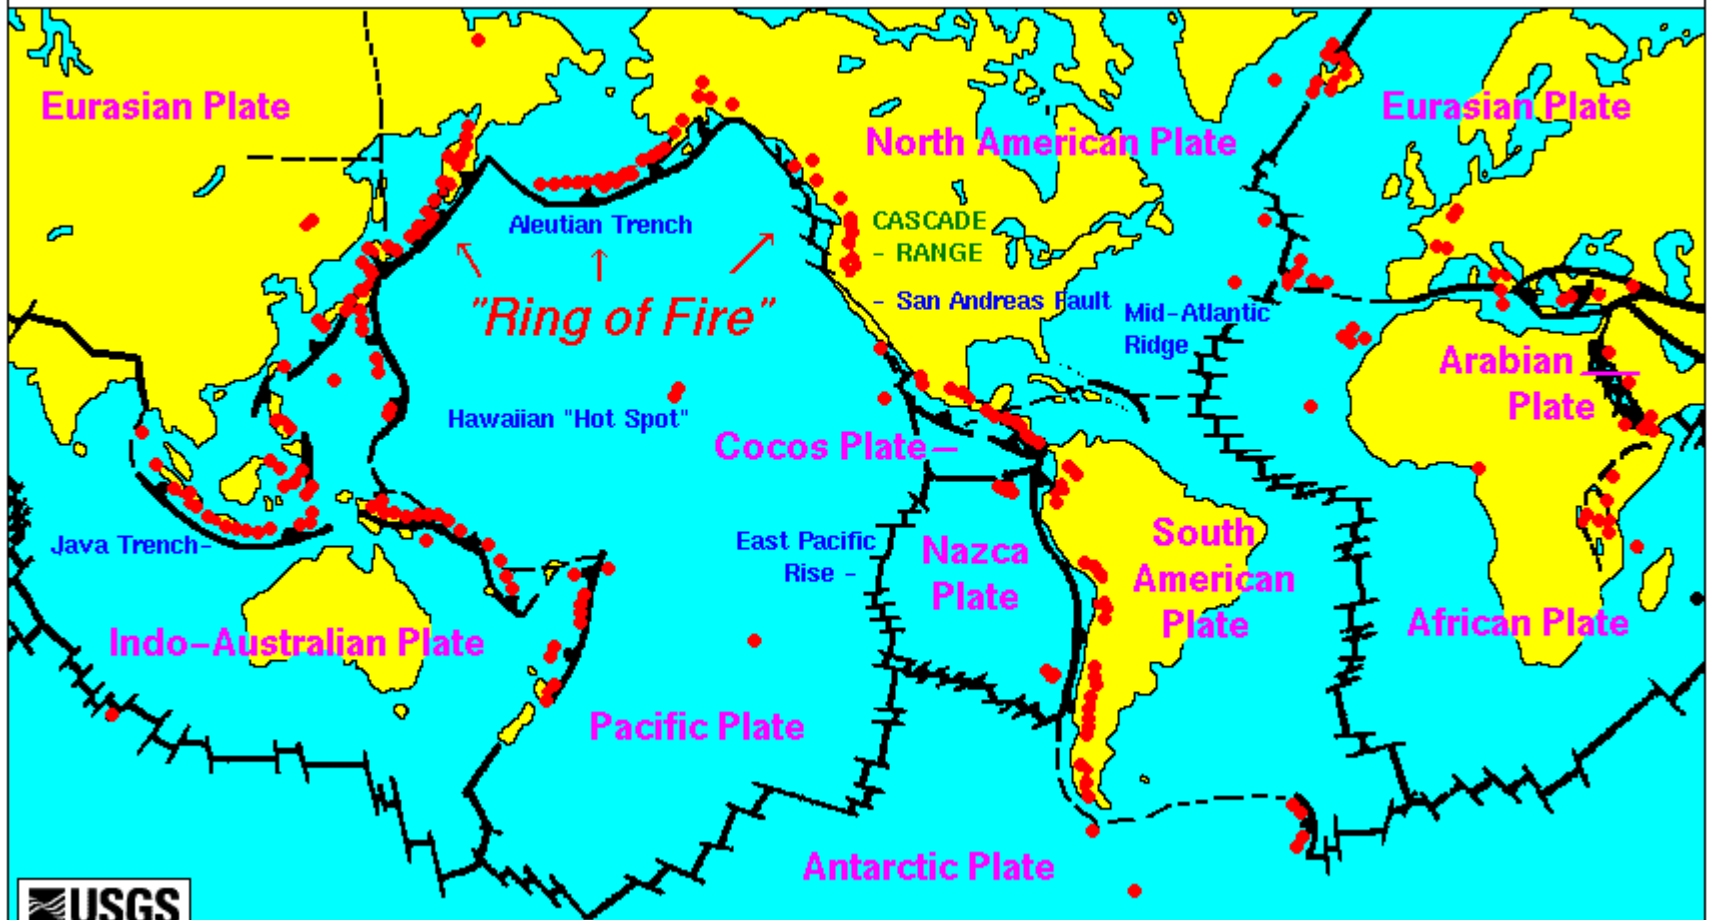 Eurasian Plate
North American Plate
Eurasian Plate
Aleutian Trench
CASCADE
- RANGE
"Ring of Fire"
- San Andreas Fault
Mid-Atlantic
Ridge
Arabian
Plate
Hawaiian "Hot Spot"
Cocos Plate
Java Trench-
East Pacific
Rise -
Nazca
Plate
South
American
Plate
Indo-Australian Plate
African Plate
Pacific Plate
Antarctic Plate
USGS